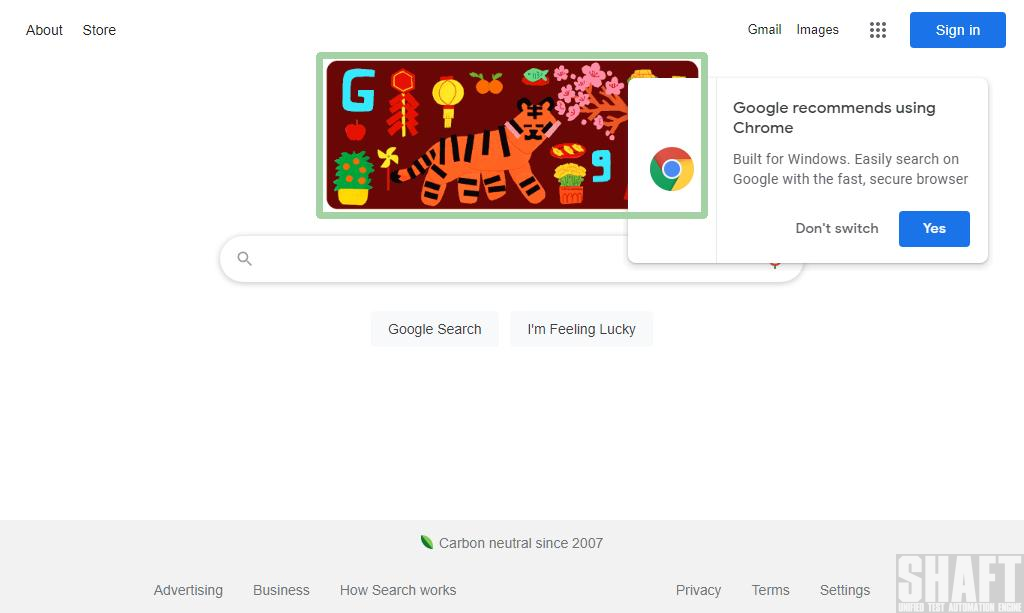 About Store
Gmail Images
Sign in
G
g
Google recommends using
Chrome
Built for Windows. Easily search on
Google with the fast, secure browser
Don't switch
Yes
Google Search
I'm Feeling Lucky
Carbon neutral since 2007
Advertising Business How Search works
Privacy Terms Settings
SHAFT
UNIFIED TEST AUTOMATION ENGINE